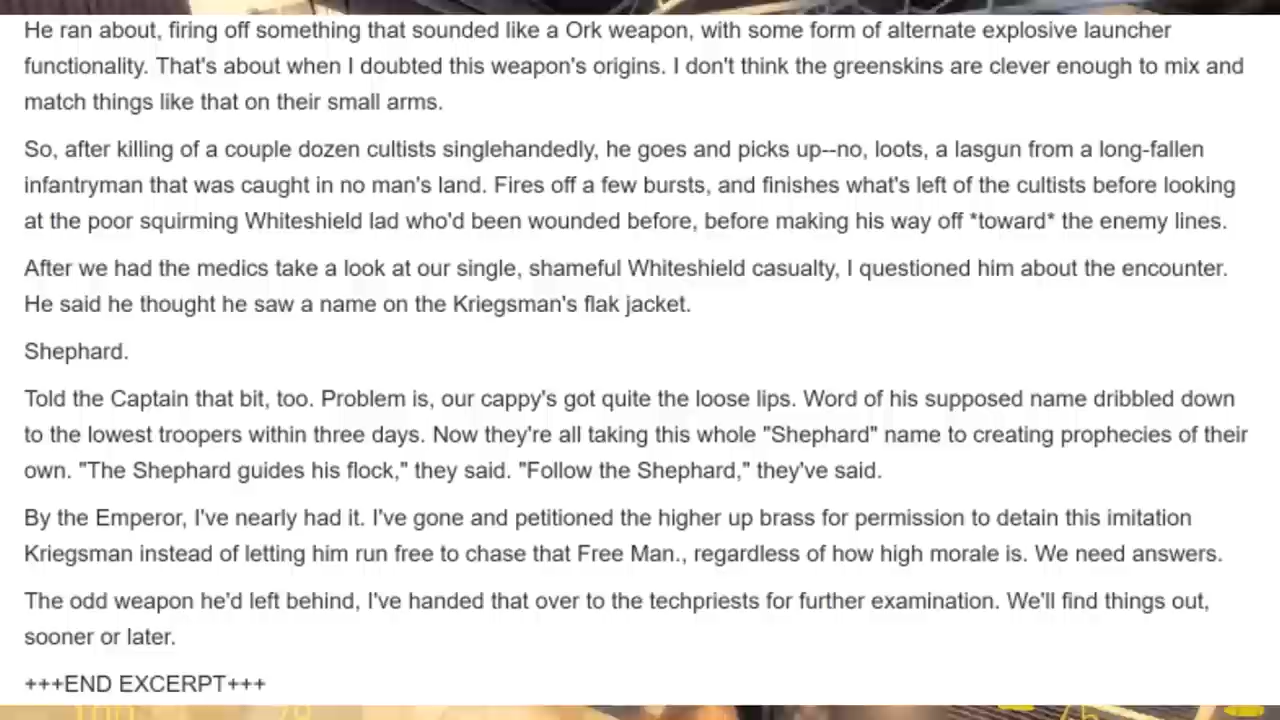 He ran about, firing off something that sounded like a Ork weapon, with some form of alternate explosive launcher
functionality. That's about when I doubted this weapon's origins. I don't think the greenskins are clever enough to mix and
match things like that on their small arms.
So, after killing of a couple dozen cultists singlehandedly, he goes and picks up--no, loots, a lasgun from a long-fallen
infantryman that was caught in no man's land. Fires off a few bursts, and finishes what's left of the cultists before looking
at the poor squirming Whiteshield lad who'd been wounded before, before making his way off *toward* the enemy lines.
After we had the medics take a look at our single, shameful Whiteshield casualty, I questioned him about the encounter.
He said he thought he saw a name on the Kriegsman's flak jacket.
Shephard.
Told the Captain that bit, too. Problem is, our cappy's got quite the loose lips. Word of his supposed name dribbled down
to the lowest troopers within three days. Now they're all taking this whole "Shephard" name to creating prophecies of their
own. "The Shephard guides his flock," they said. "Follow the Shephard," they've said.
By the Emperor, I've nearly had it. I've gone and petitioned the higher up brass for permission to detain this imitation
Kriegsman instead of letting him run free to chase that Free Man., regardless of how high morale is. We need answers.
The odd weapon he'd left behind, I've handed that over to the techpriests for further examination. We'll find things out,
sooner or later.
+++END EXCERPT+++